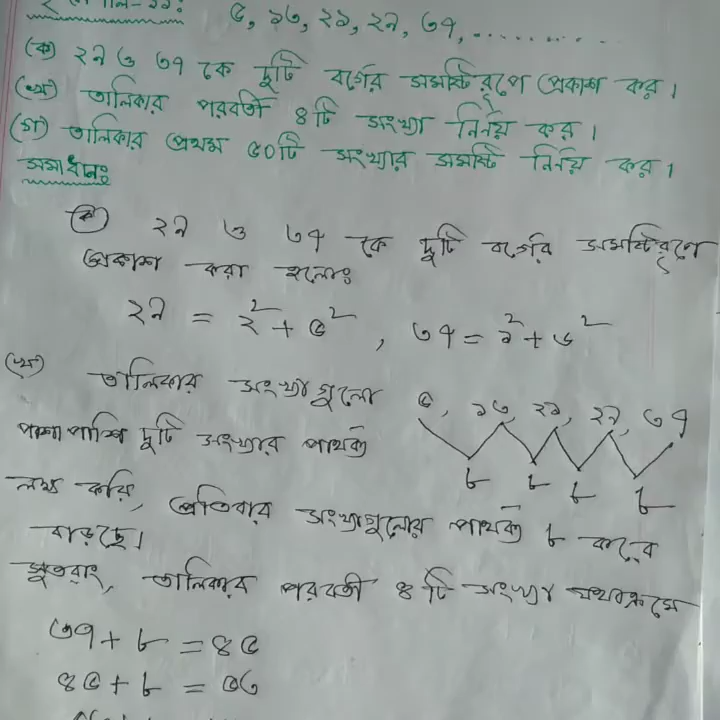 ৫, ১৩, ২১, ২৯, ৩৭, ............
(ক) ২৯ ও ৩৭ কে দুটি বর্গের সমষ্টিরূপে প্রকাশ কর।
(খ) তালিকার পরবর্তী ৪টি সংখ্যা নির্ণয় কর।
(গ) তালিকার প্রথম ৫০টি সংখ্যার সমষ্টি নির্ণয় কর।
সমাধানঃ
(ক) ২৯ ও ৩৭ কে দুটি বর্গের সমষ্টিরূপে
প্রকাশ করা হলোঃ
২৯ = ২² + ৫², ৩৭ = ১² + ৬²
(খ) তালিকার সংখ্যাগুলো ৫, ১৩, ২১, ২৯, ৩৭
পাশাপাশি দুটি সংখ্যার পার্থক্য ৮ ৮ ৮ ৮
লক্ষ্য করি, প্রতিবার সংখ্যাগুলোর পার্থক্য ৮ করে
বাড়ছে।
সুতরাং, তালিকার পরবর্তী ৪টি সংখ্যা যথাক্রমে
৩৭ + ৮ = ৪৫
৪৫ + ৮ = ৫৩